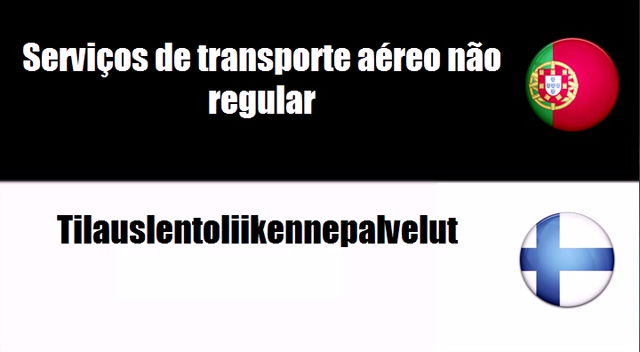 Serviços de transporte aéreo não
regular
Tilauslentoliikennepalvelut